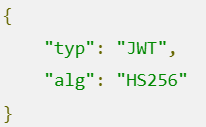 {
    "typ": "JWT",
    "alg": "HS256"
}